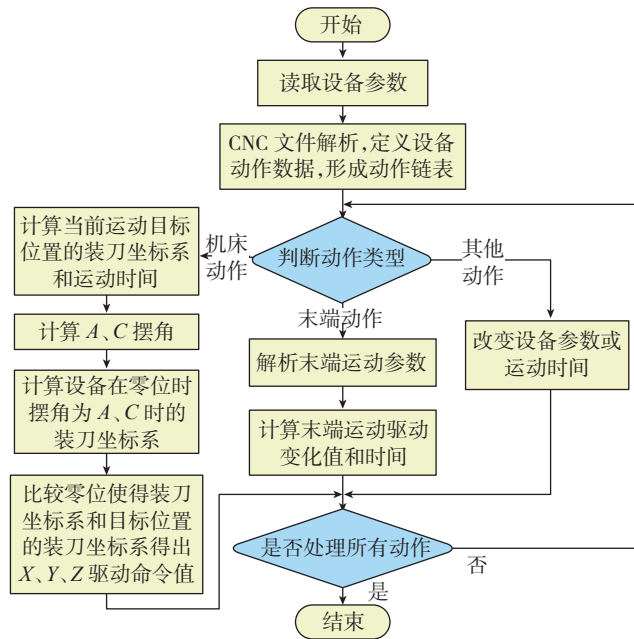 开始
读取设备参数
CNC 文件解析,定义设备
动作数据,形成动作链表
判断动作类型
机床
动作
计算当前运动目标
位置的装刀坐标系
和运动时间
计算 A、C 摆角
计算设备在零位时
摆角为 A、C 时的
装刀坐标系
比较零位使得装刀
坐标系和目标位置
的装刀坐标系得出
X、Y、Z 驱动命令值
末端动作
解析末端运动参数
计算末端运动驱动
变化值和时间
其他
动作
改变设备参数或
运动时间
是否处理所有动作
否
是
结束